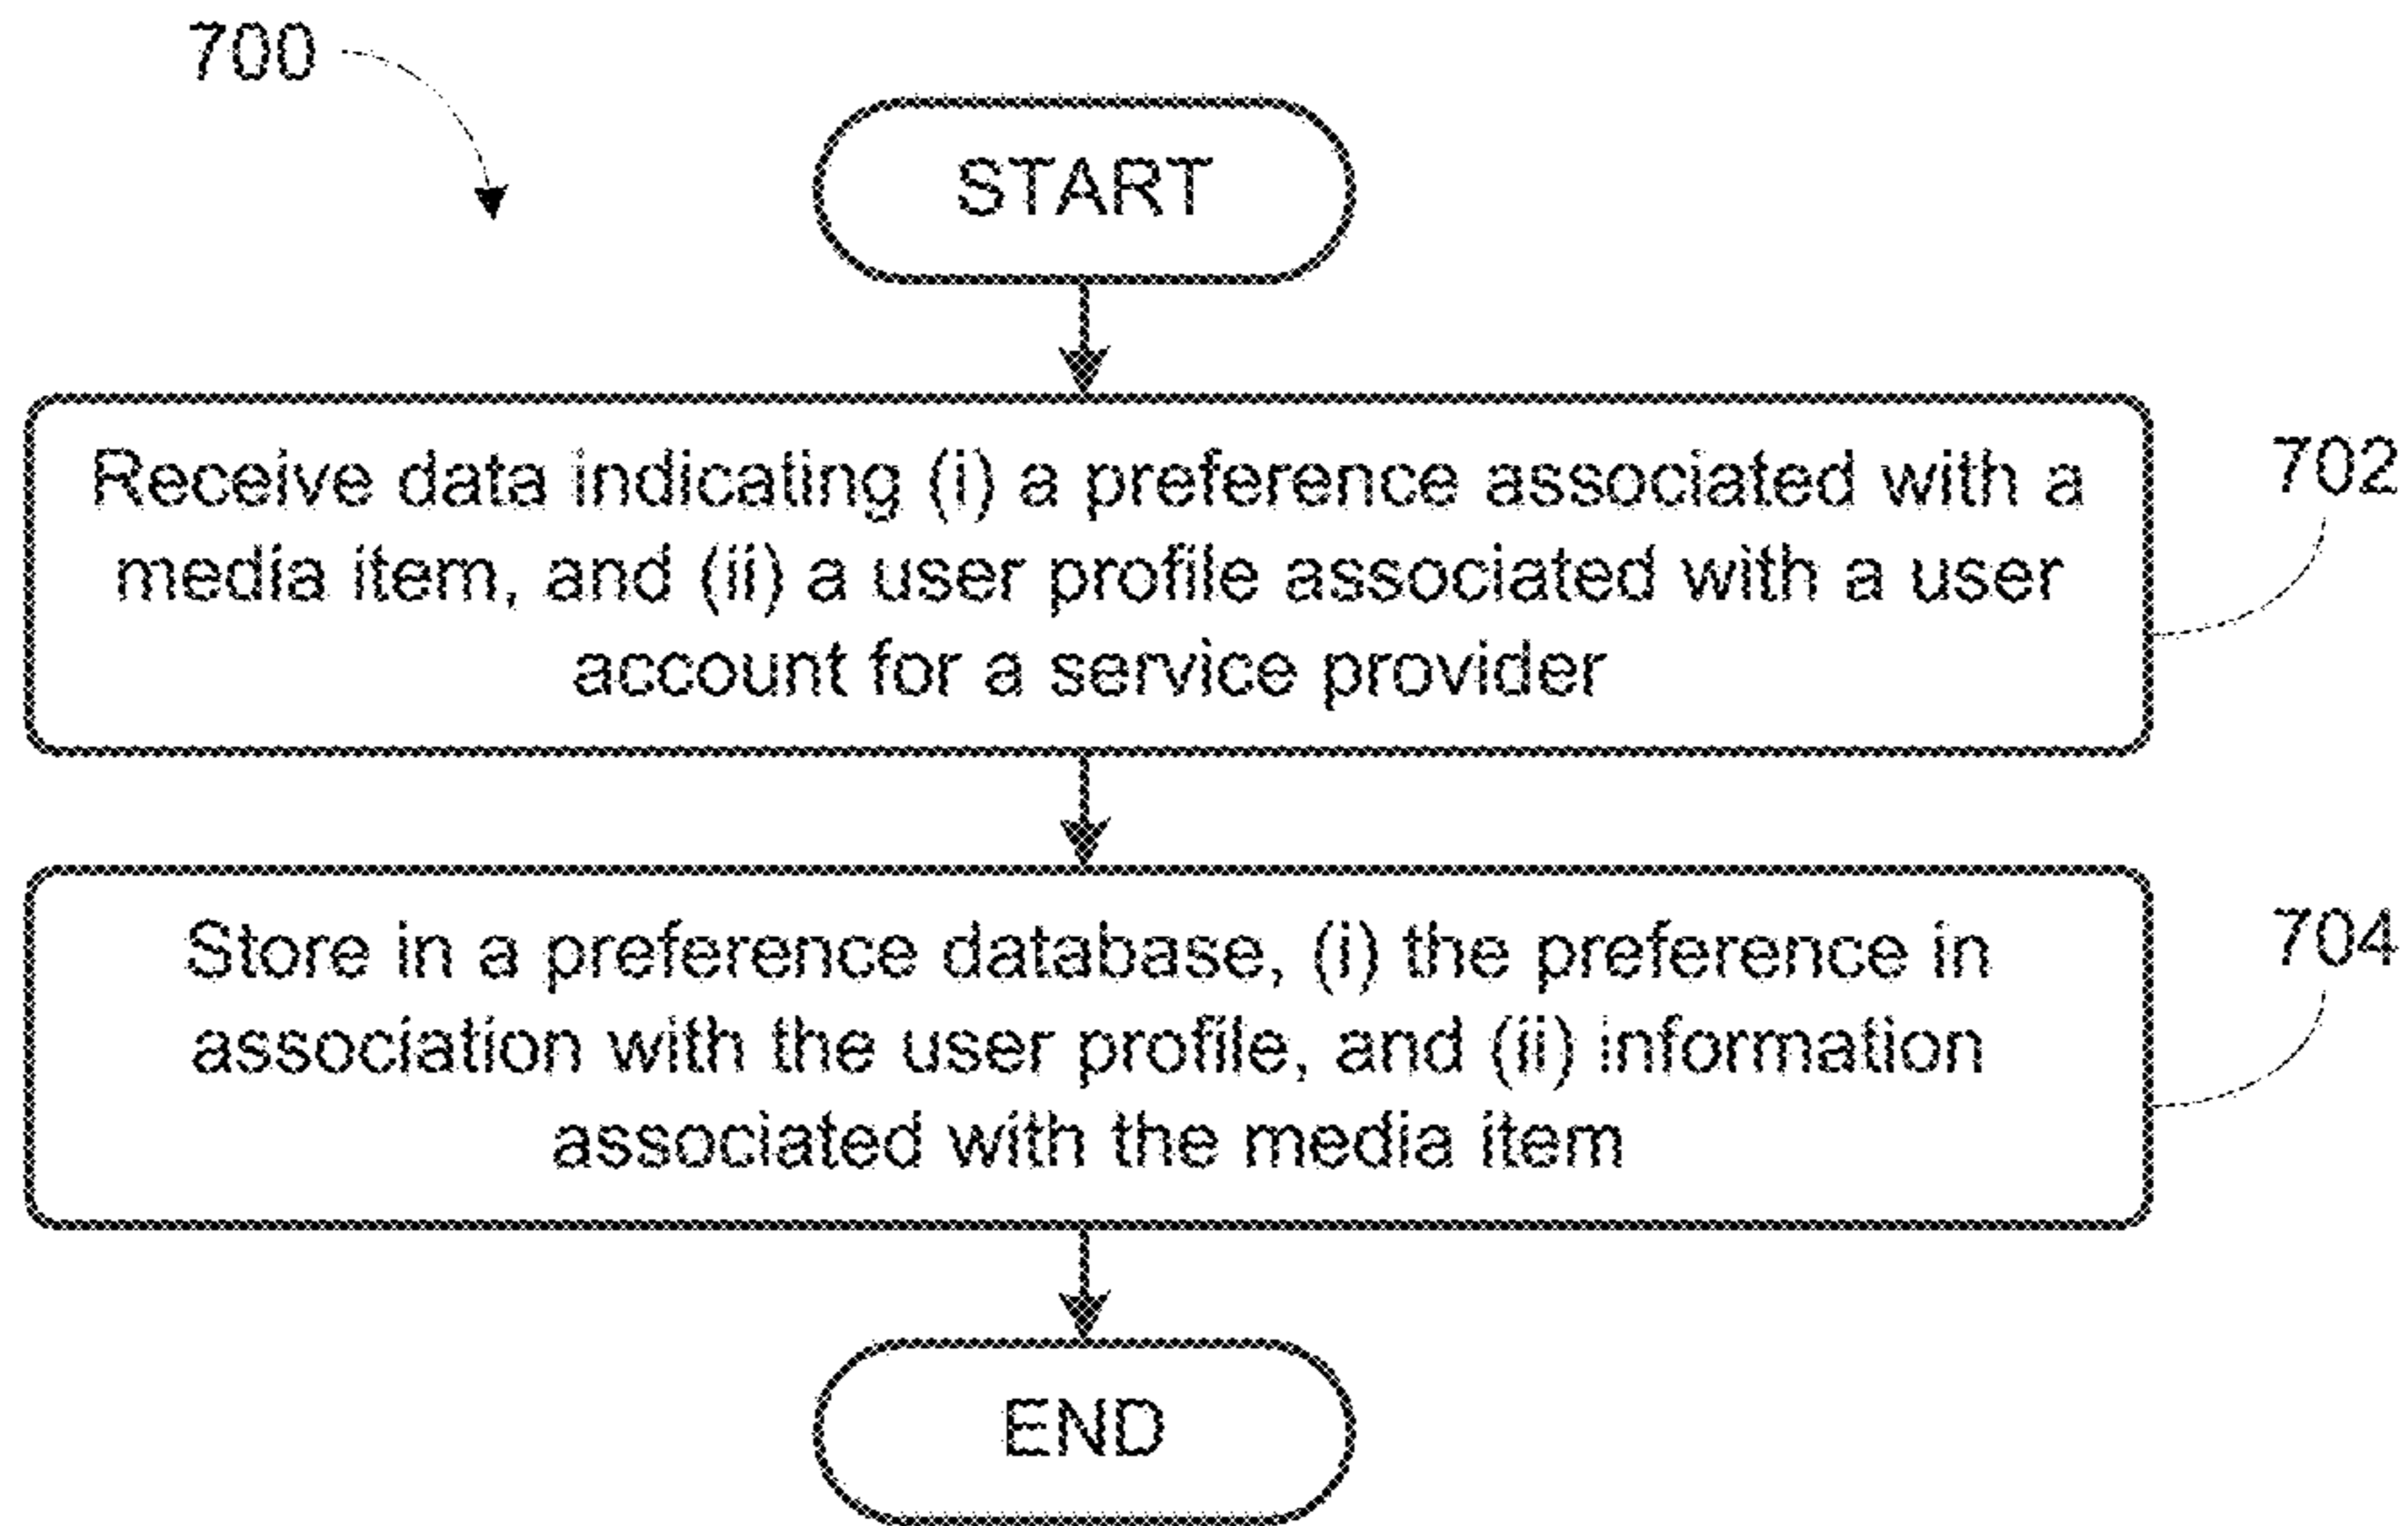 700
START
Receive data indicating (i) a preference associated with a
media item, and (ii) a user profile associated with a user
account for a service provider
702
Store in a preference database, (i) the preference in
association with the user profile, and (ii) information
associated with the media item
704
END